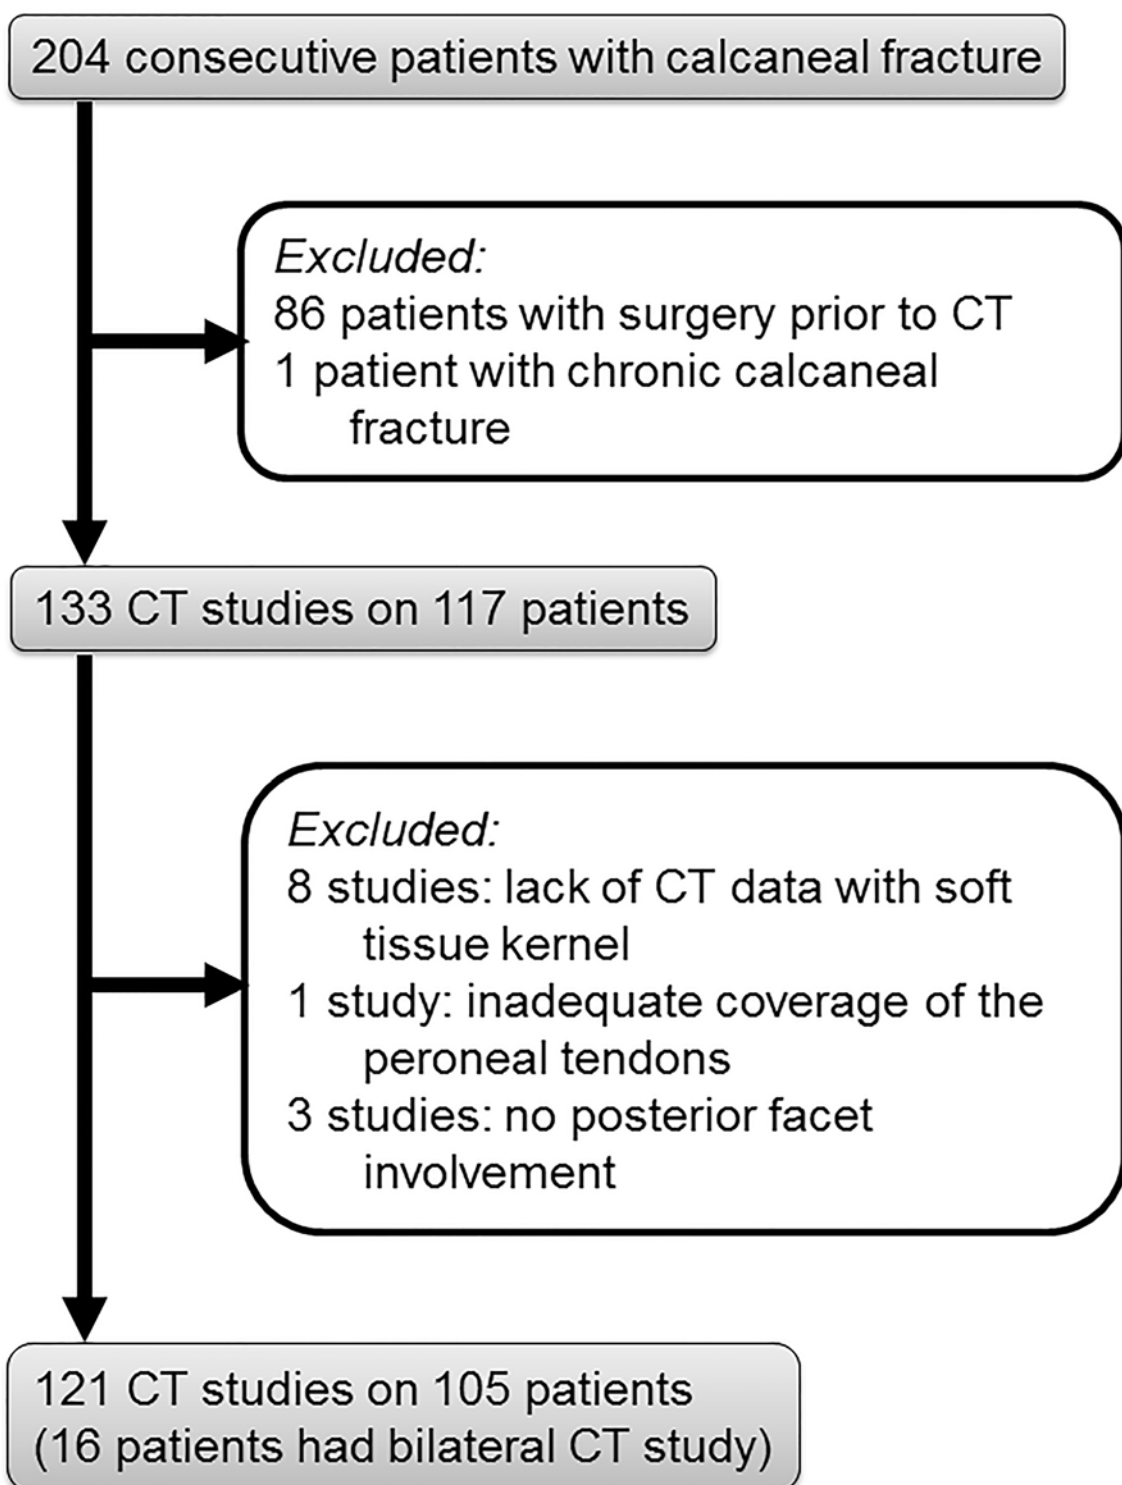 204 consecutive patients with calcaneal fracture
Excluded:
86 patients with surgery prior to CT
1 patient with chronic calcaneal
fracture
133 CT studies on 117 patients
Excluded:
8 studies: lack of CT data with soft
tissue kernel
1 study: inadequate coverage of the
peroneal tendons
3 studies: no posterior facet
involvement
121 CT studies on 105 patients
(16 patients had bilateral CT study)